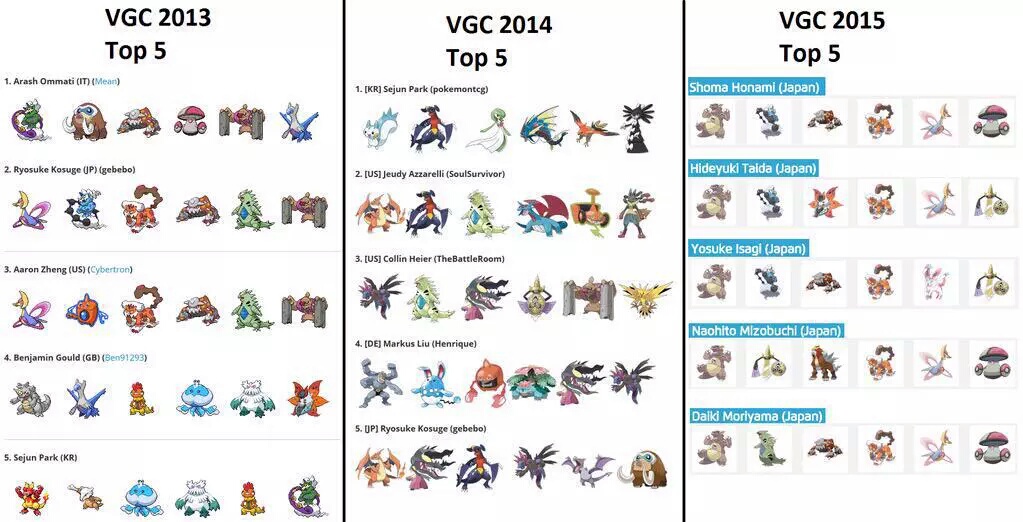 VGC 2013
Top 5
1. Arash Ommati (IT) (Mean)
2. Ryosuke Kosuge (JP) (gebebo)
3. Aaron Zheng (US) (Cybertron)
4. Benjamin Gould (GB) (Ben91293)
5. Sejun Park (KR)
VGC 2014
Top 5
1. [KR] Sejun Park (pokemontcg)
2. [US] Jeudy Azzarelli (SoulSurvivor)
3. [US] Collin Heier (TheBattleRoom)
4. [DE] Markus Liu (Henrique)
5. [JP] Ryosuke Kosuge (gebebo)
VGC 2015
Top 5
Shoma Honami (Japan)
Hideyuki Taida (Japan)
Yosuke Isagi (Japan)
Naohito Mizobuchi (Japan)
Daiki Moriyama (Japan)